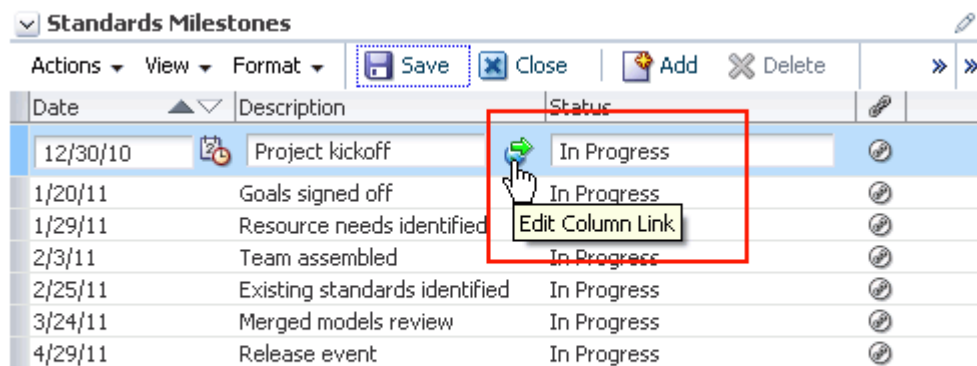 Standards Milestones
Actions View Format Save Close Add Delete » »
Date Description Status
12/30/10 Project kickoff In Progress
1/20/11 Goals signed off In Progress
1/29/11 Resource needs identified
Edit Column Link
2/3/11 Team assembled In Progress
2/25/11 Existing standards identified In Progress
3/24/11 Merged models review In Progress
4/29/11 Release event In Progress